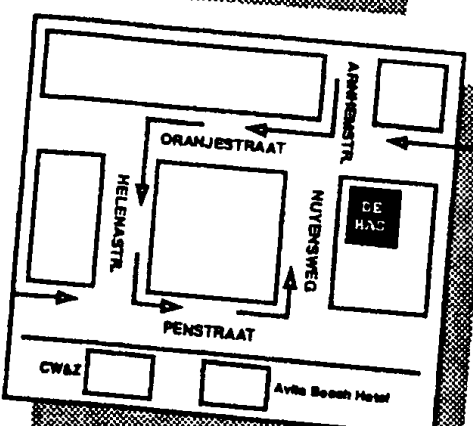 ARNHEMSTR.
ORANJESTRAAT
HELENASTR.
NUYENSWEG
DE
HAS
PENSTRAAT
CW&Z
Avila Beach Hotel